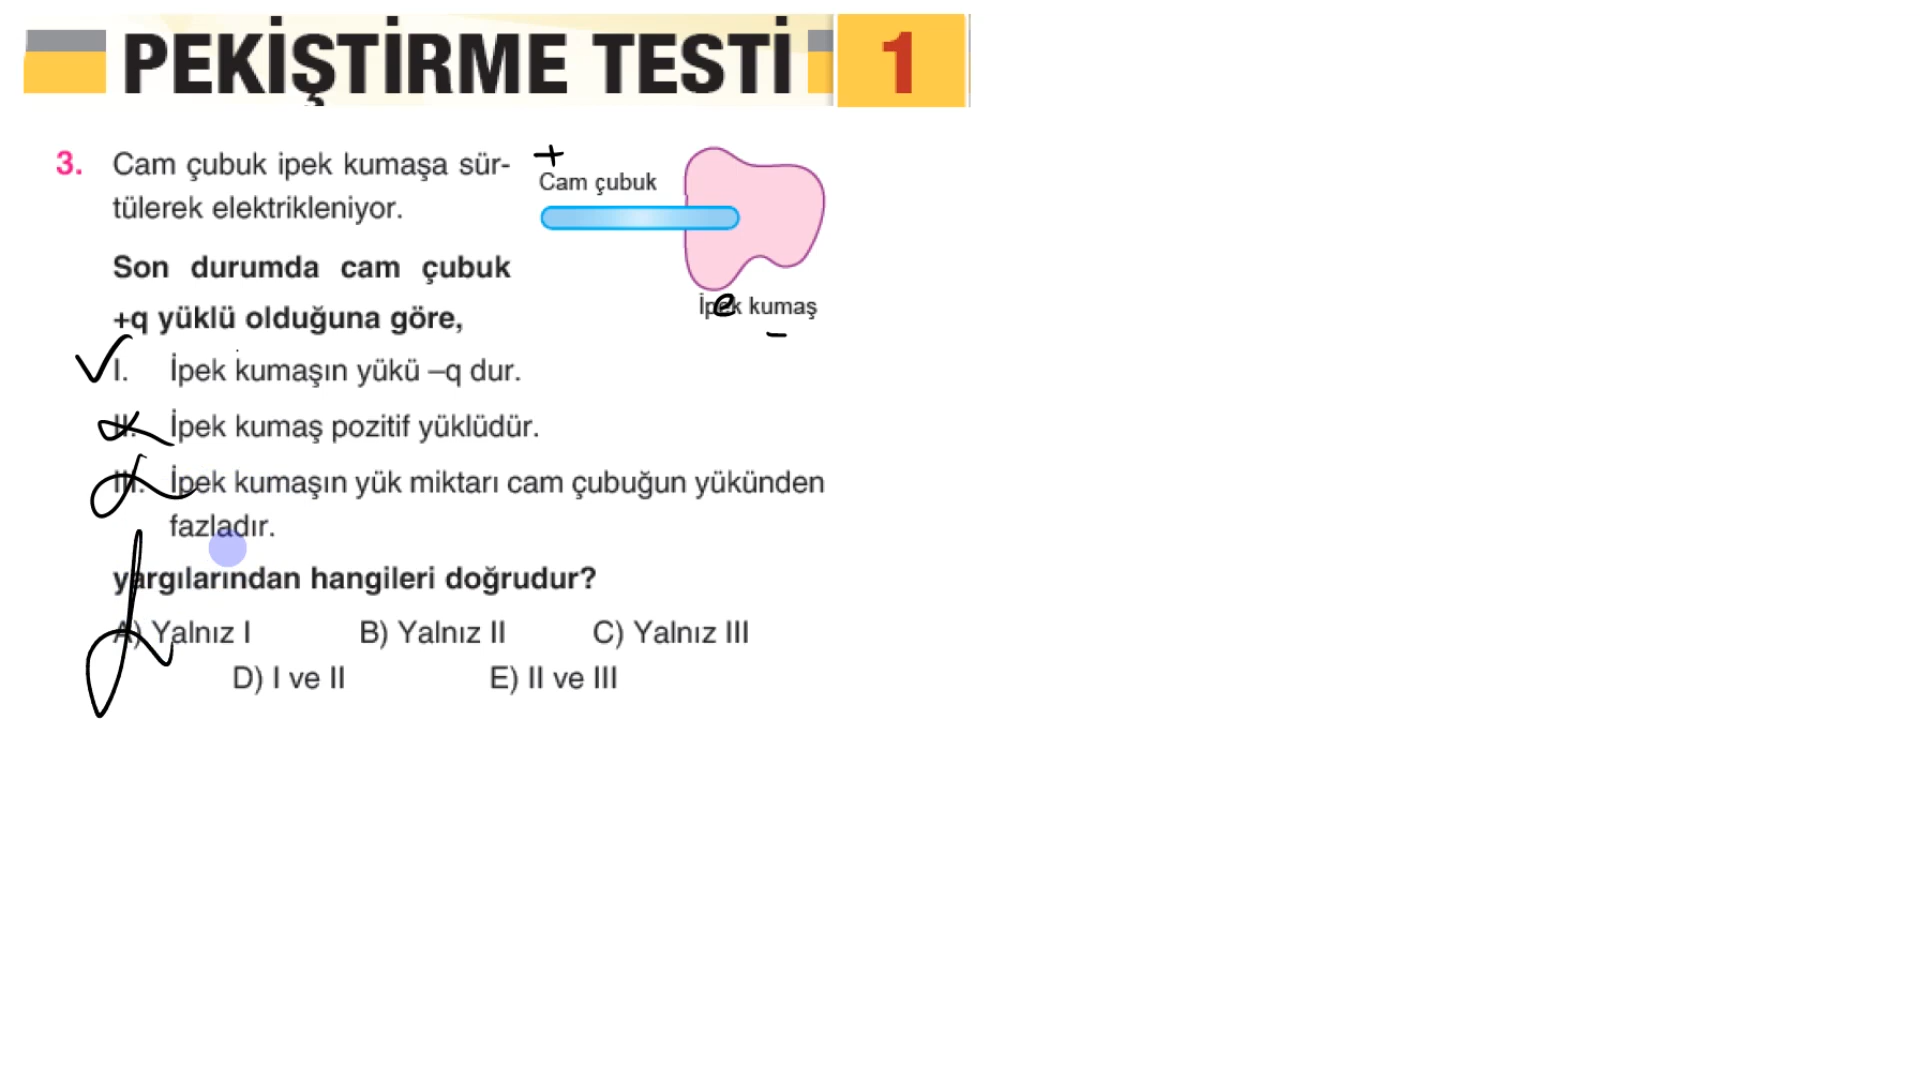 PEKİŞTİRME TESTİ 1
3. Cam çubuk ipek kumaşa sür-
tülerek elektrikleniyor.
+
Cam çubuk
e
İpek kumaş
–
Son durumda cam çubuk
+q yüklü olduğuna göre,
I. İpek kumaşın yükü –q dur.
II. İpek kumaş pozitif yüklüdür.
III. İpek kumaşın yük miktarı cam çubuğun yükünden
fazladır.
yargılarından hangileri doğrudur?
A) Yalnız I B) Yalnız II C) Yalnız III
D) I ve II E) II ve III